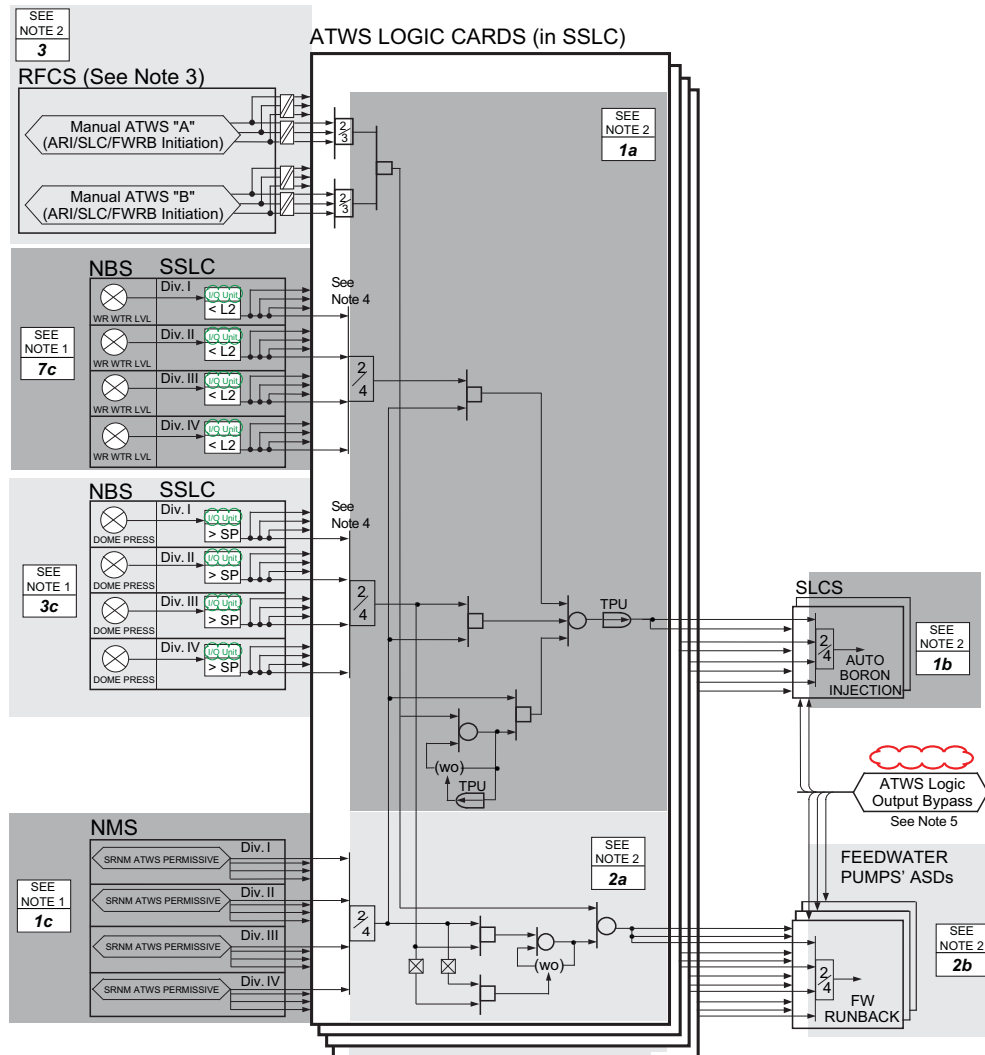 SEE
NOTE 2
3
ATWS LOGIC CARDS (in SSLC)
RFCS (See Note 3)
Manual ATWS "A"
(ARI/SLC/FWRB Initiation)
2
3
Manual ATWS "B"
(ARI/SLC/FWRB Initiation)
2
3
SEE
NOTE 2
1a
NBS SSLC
SEE
NOTE 1
7c
Div. I
I/Q Unit
< L2
WR WTR LVL
Div. II
I/Q Unit
< L2
WR WTR LVL
Div. III
I/Q Unit
< L2
WR WTR LVL
Div. IV
I/Q Unit
< L2
WR WTR LVL
See
Note 4
2
4
NBS SSLC
SEE
NOTE 1
3c
Div. I
I/Q Unit
> SP
DOME PRESS
Div. II
I/Q Unit
> SP
DOME PRESS
Div. III
I/Q Unit
> SP
DOME PRESS
Div. IV
I/Q Unit
> SP
DOME PRESS
See
Note 4
2
4
TPU
(wo)
TPU
SLCS
2
4
AUTO
BORON
INJECTION
SEE
NOTE 2
1b
ATWS Logic
Output Bypass
See Note 5
NMS
SEE
NOTE 1
1c
Div. I
SRNM ATWS PERMISSIVE
Div. II
SRNM ATWS PERMISSIVE
Div. III
SRNM ATWS PERMISSIVE
Div. IV
SRNM ATWS PERMISSIVE
2
4
SEE
NOTE 2
2a
(wo)
FEEDWATER
PUMPS' ASDs
2
4
FW
RUNBACK
SEE
NOTE 2
2b